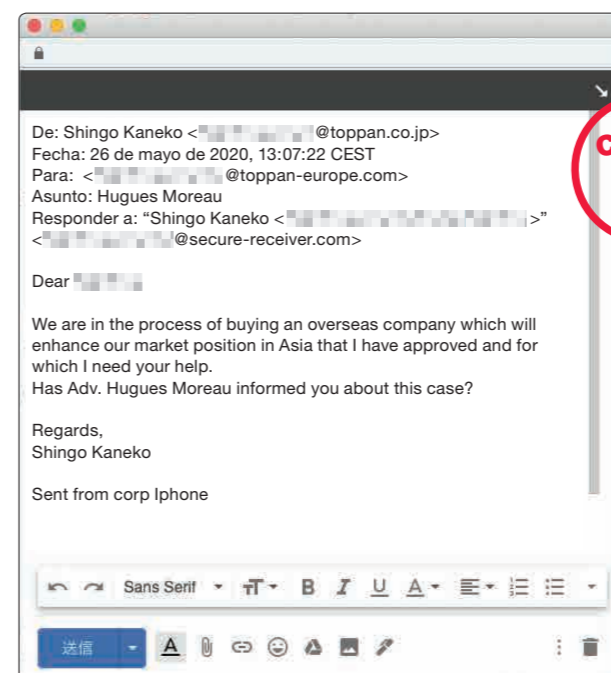 De: Shingo Kaneko < @toppan.co.jp>
Fecha: 26 de mayo de 2020, 13:07:22 CEST
Para: < @toppan-europe.com>
Asunto: Hugues Moreau
Responder a: “Shingo Kaneko < >”
< @secure-receiver.com>
Dear
We are in the process of buying an overseas company which will
enhance our market position in Asia that I have approved and for
which I need your help.
Has Adv. Hugues Moreau informed you about this case?
Regards,
Shingo Kaneko
Sent from corp Iphone
Sans Serif
送信